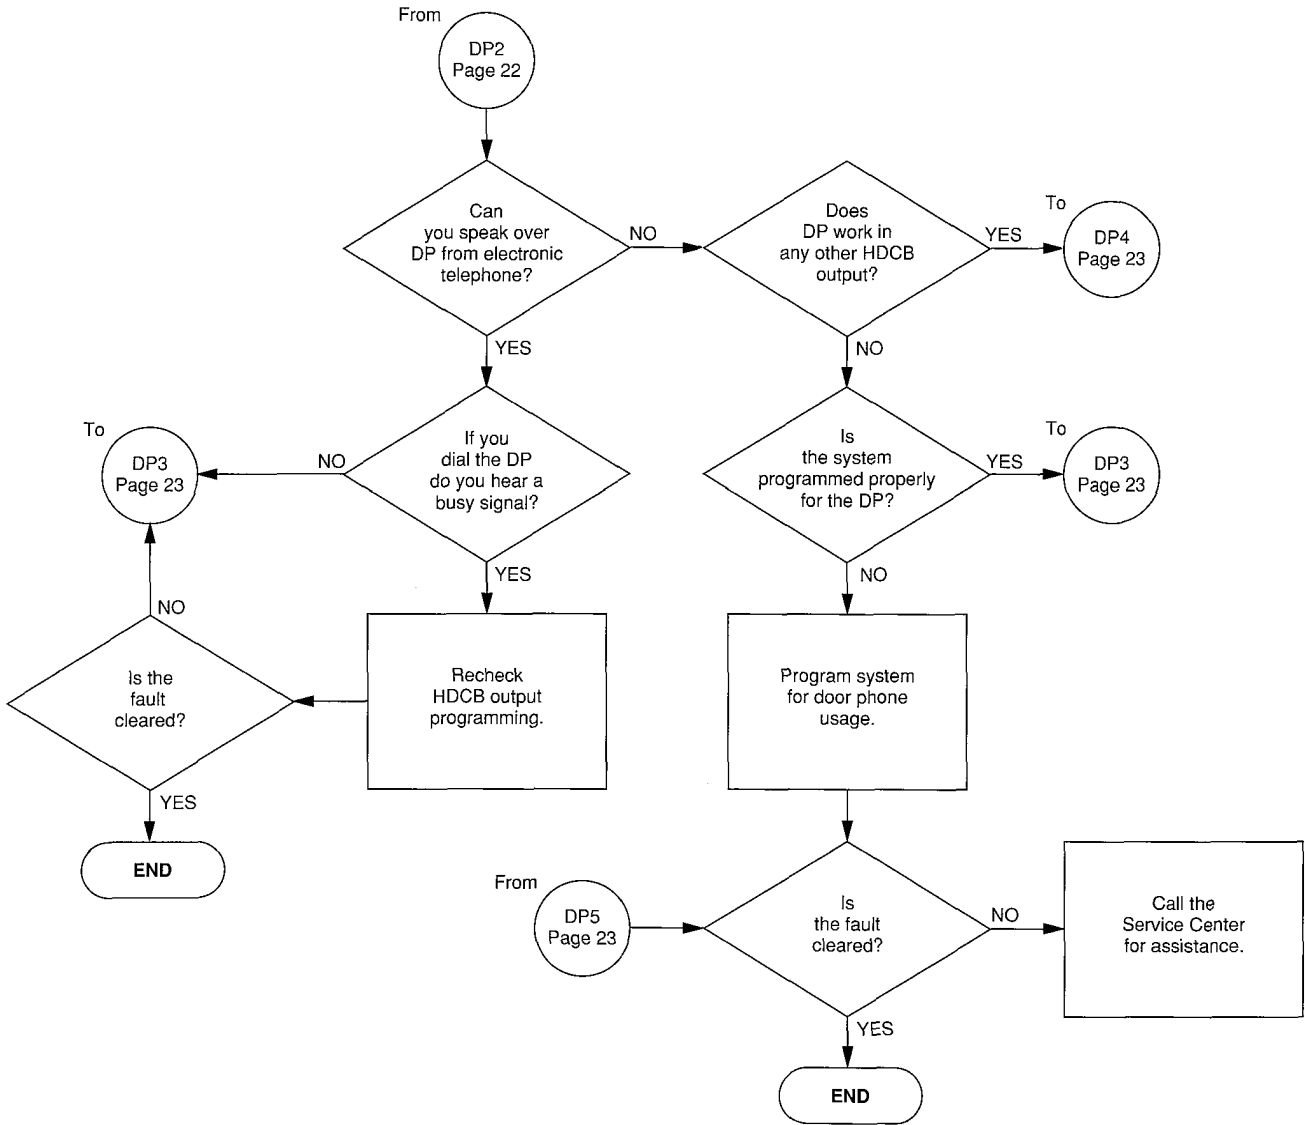 From
DP2
Page 22
Can
you speak over
DP from electronic
telephone?
NO
Does
DP work in
any other HDCB
output?
YES
To
DP4
Page 23
YES
NO
To
DP3
Page 23
NO
If you
dial the DP
do you hear a
busy signal?
Is
the system
programmed properly
for the DP?
YES
To
DP3
Page 23
YES
NO
NO
Is the
fault
cleared?
Recheck
HDCB output
programming.
Program system
for door phone
usage.
YES
END
From
DP5
Page 23
Is
the fault
cleared?
NO
Call the
Service Center
for assistance.
YES
END